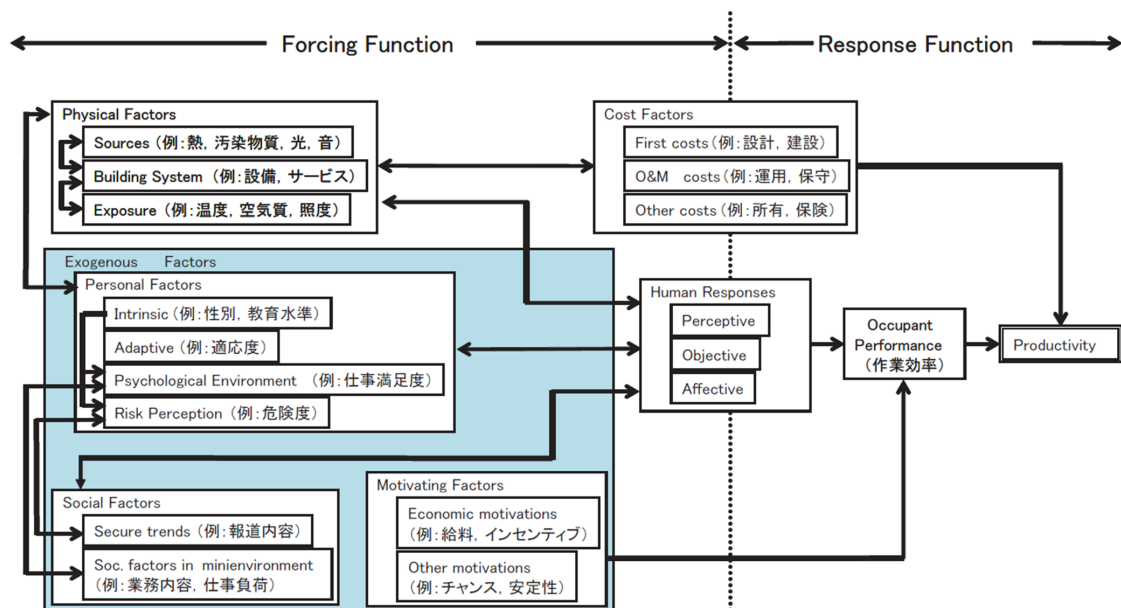 Forcing Function
Response Function
Physical Factors
Sources (例:熱, 汚染物質, 光, 音)
Building System (例:設備, サービス)
Exposure (例:温度, 空気質, 照度)
Cost Factors
First costs (例:設計, 建設)
O&M costs (例:運用, 保守)
Other costs (例:所有, 保険)
Exogenous Factors
Personal Factors
Intrinsic (例:性別, 教育水準)
Adaptive (例:適応度)
Psychological Environment (例:仕事満足度)
Risk Perception (例:危険度)
Human Responses
Perceptive
Objective
Affective
Occupant
Performance
(作業効率)
Productivity
Social Factors
Secure trends (例:報道内容)
Soc. factors in minienvironment
(例:業務内容, 仕事負荷)
Motivating Factors
Economic motivations
(例:給料, インセンティブ)
Other motivations
(例:チャンス, 安定性)